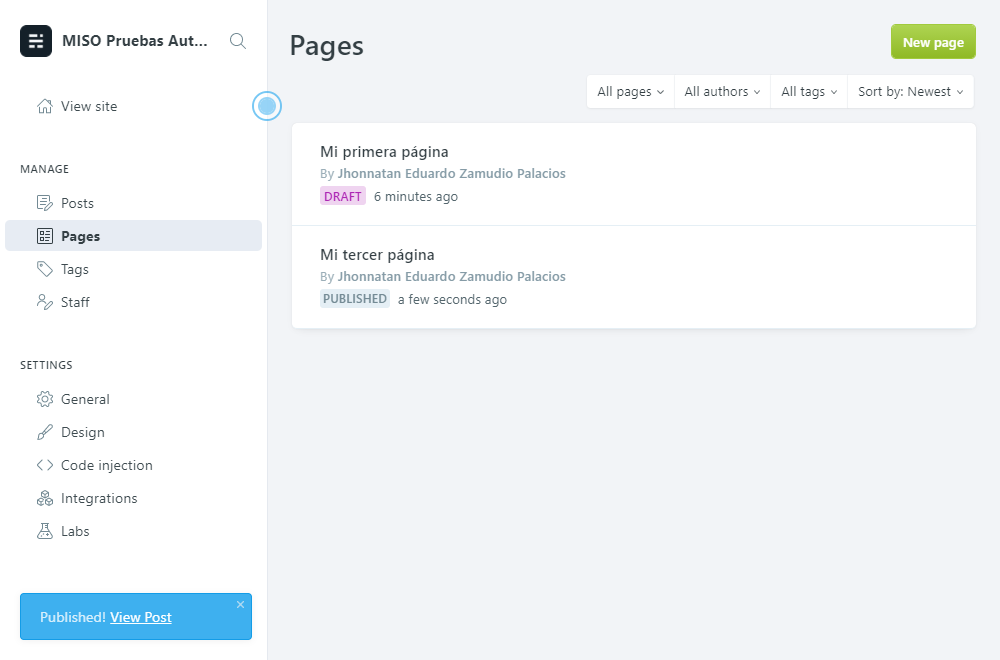 MISO Pruebas Aut...
View site
MANAGE
Posts
Pages
Tags
Staff
SETTINGS
General
Design
Code injection
Integrations
Labs
Published! View Post
Pages
New page
All pages All authors All tags Sort by: Newest
Mi primera página
By Jhonnatan Eduardo Zamudio Palacios
DRAFT 6 minutes ago
Mi tercer página
By Jhonnatan Eduardo Zamudio Palacios
PUBLISHED a few seconds ago